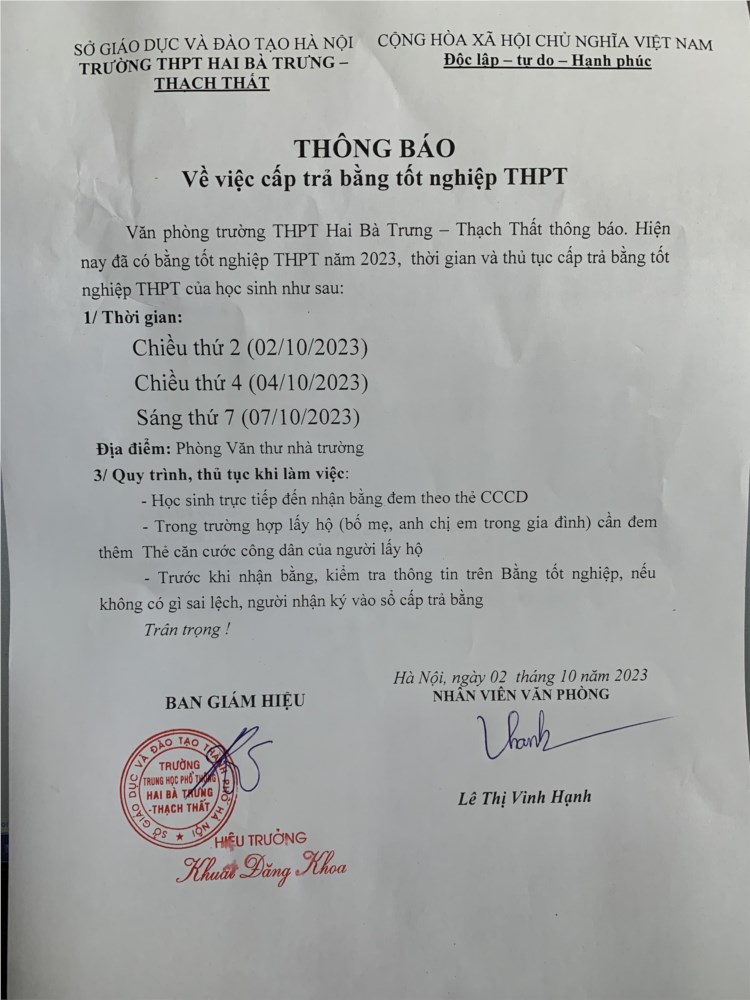 SỞ GIÁO DỤC VÀ ĐÀO TẠO HÀ NỘI
TRƯỜNG THPT HAI BÀ TRƯNG –
THẠCH THẤT
CỘNG HÒA XÃ HỘI CHỦ NGHĨA VIỆT NAM
Độc lập – tự do – Hạnh phúc
THÔNG BÁO
Về việc cấp trả bằng tốt nghiệp THPT
Văn phòng trường THPT Hai Bà Trưng – Thạch Thất thông báo. Hiện
nay đã có bằng tốt nghiệp THPT năm 2023, thời gian và thủ tục cấp trả bằng tốt
nghiệp THPT của học sinh như sau:
1/ Thời gian:
Chiều thứ 2 (02/10/2023)
Chiều thứ 4 (04/10/2023)
Sáng thứ 7 (07/10/2023)
Địa điểm: Phòng Văn thư nhà trường
3/ Quy trình, thủ tục khi làm việc:
- Học sinh trực tiếp đến nhận bằng đem theo thẻ CCCD
- Trong trường hợp lấy hộ (bố mẹ, anh chị em trong gia đình) cần đem
thêm Thẻ căn cước công dân của người lấy hộ
- Trước khi nhận bằng, kiểm tra thông tin trên Bằng tốt nghiệp, nếu
không có gì sai lệch, người nhận ký vào sổ cấp trả bằng
Trân trọng !
Hà Nội, ngày 02 tháng 10 năm 2023
BAN GIÁM HIỆU
NHÂN VIÊN VĂN PHÒNG
SỞ GIÁO DỤC VÀ ĐÀO TẠO THÀNH PHỐ HÀ NỘI
TRƯỜNG
TRUNG HỌC PHỔ THÔNG
HAI BÀ TRƯNG
-THẠCH THẤT
Vhank
Lê Thị Vinh Hạnh
HIỆU TRƯỞNG
Khuất Đăng Khoa